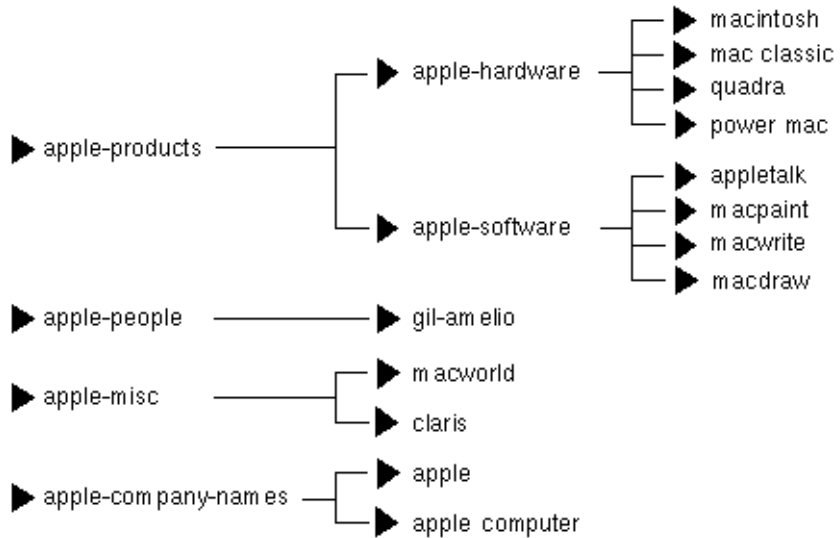 apple-products
apple-hardware
macintosh
mac classic
quadra
power mac
apple-software
appletalk
macpaint
macwrite
macdraw
apple-people
gil-amelio
apple-misc
macworld
claris
apple-company-names
apple
apple computer